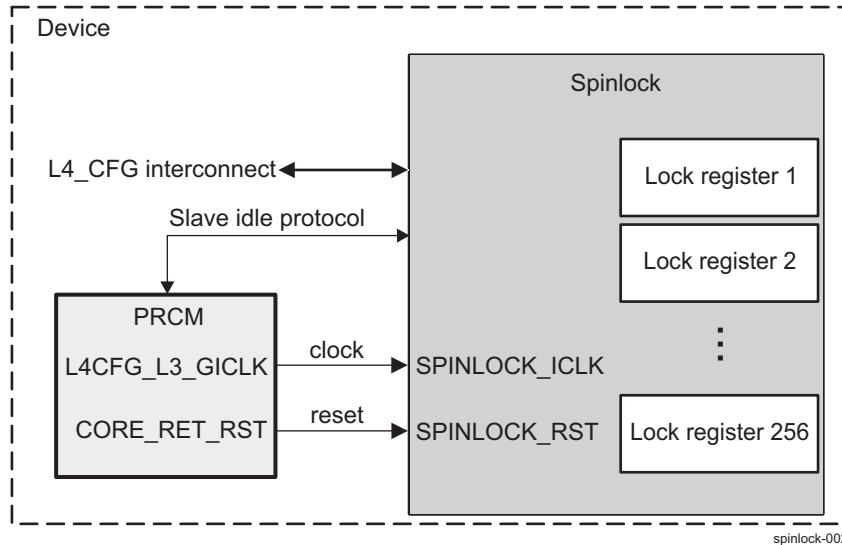 Device
Spinlock
L4_CFG interconnect
Lock register 1
Slave idle protocol
Lock register 2
PRCM
L4CFG_L3_GICLK
clock
SPINLOCK_ICLK
CORE_RET_RST
reset
SPINLOCK_RST
Lock register 256